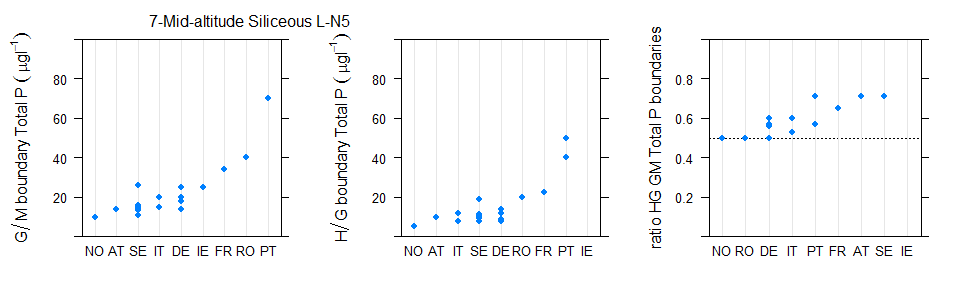 7-Mid-altitude Siliceous L-N5
G/M boundary Total P (μgl⁻¹)
80
60
40
20
NO AT SE IT DE IE FR RO PT
H/G boundary Total P (μgl⁻¹)
80
60
40
20
NO AT IT SE DE RO FR PT IE
ratio HG GM Total P boundaries
0.8
0.6
0.4
0.2
NO RO DE IT PT FR AT SE IE